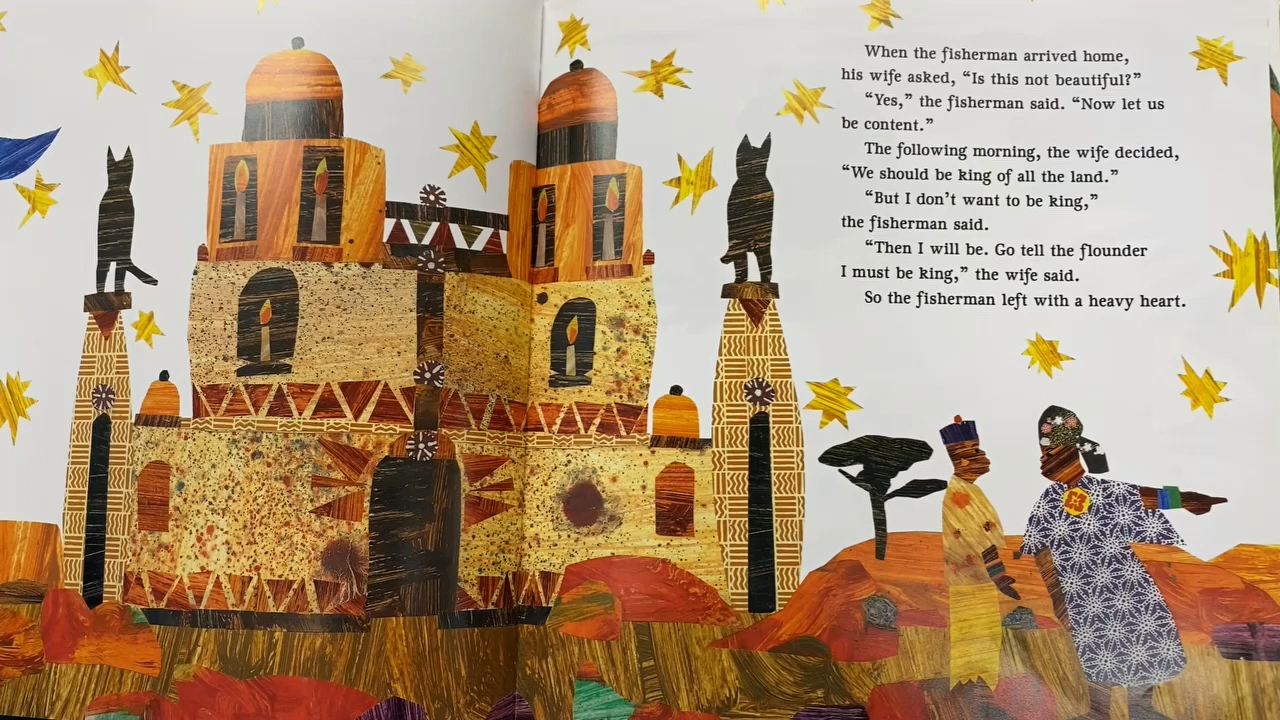 When the fisherman arrived home,
his wife asked, “Is this not beautiful?”
“Yes,” the fisherman said. “Now let us
be content.”
The following morning, the wife decided,
“We should be king of all the land.”
“But I don’t want to be king,”
the fisherman said.
“Then I will be. Go tell the flounder
I must be king,” the wife said.
So the fisherman left with a heavy heart.